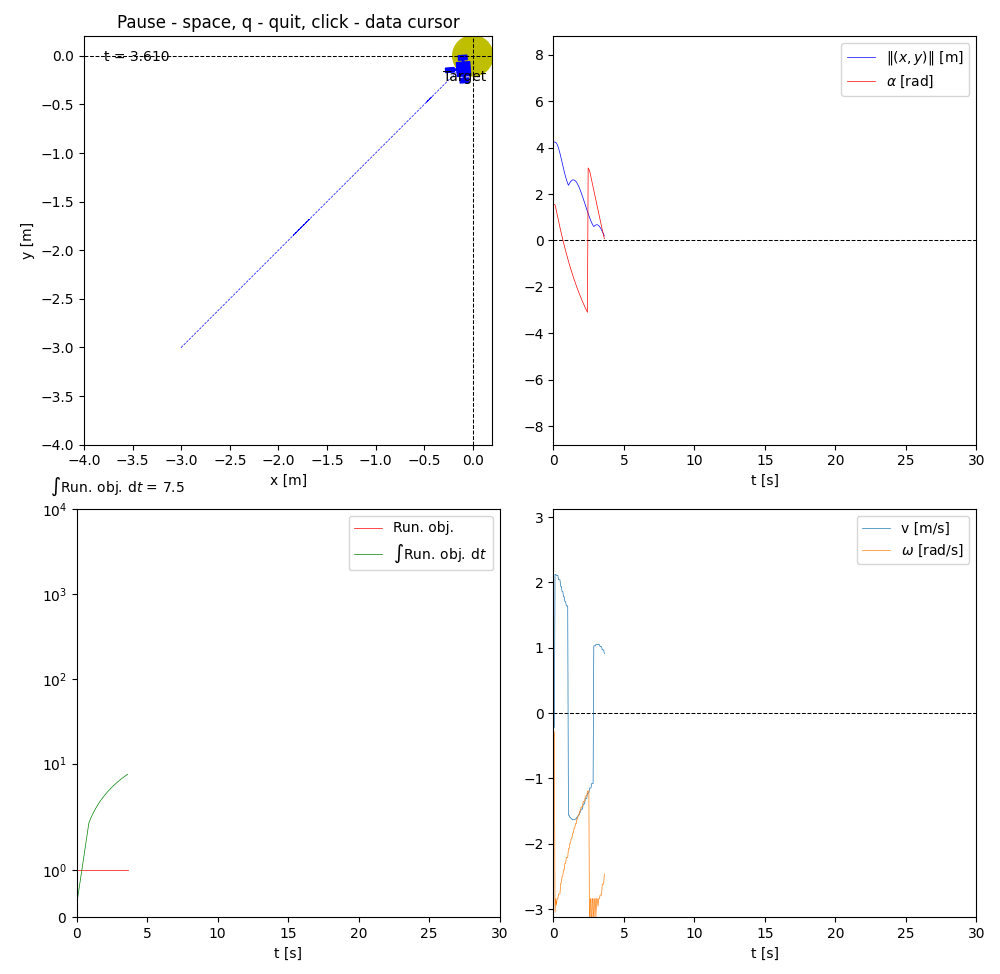 Pause - space, q - quit, click - data cursor
t = 3.610
Target
0.0
−0.5
−1.0
−1.5
−2.0
−2.5
−3.0
−3.5
−4.0
y [m]
−4.0 −3.5 −3.0 −2.5 −2.0 −1.5 −1.0 −0.5 0.0
x [m]
‖(x, y)‖ [m]
α [rad]
8
6
4
2
0
−2
−4
−6
−8
0 5 10 15 20 25 30
t [s]
∫Run. obj. dt = 7.5
Run. obj.
∫Run. obj. dt
10⁴
10³
10²
10¹
10⁰
0
0 5 10 15 20 25 30
t [s]
v [m/s]
ω [rad/s]
3
2
1
0
−1
−2
−3
0 5 10 15 20 25 30
t [s]